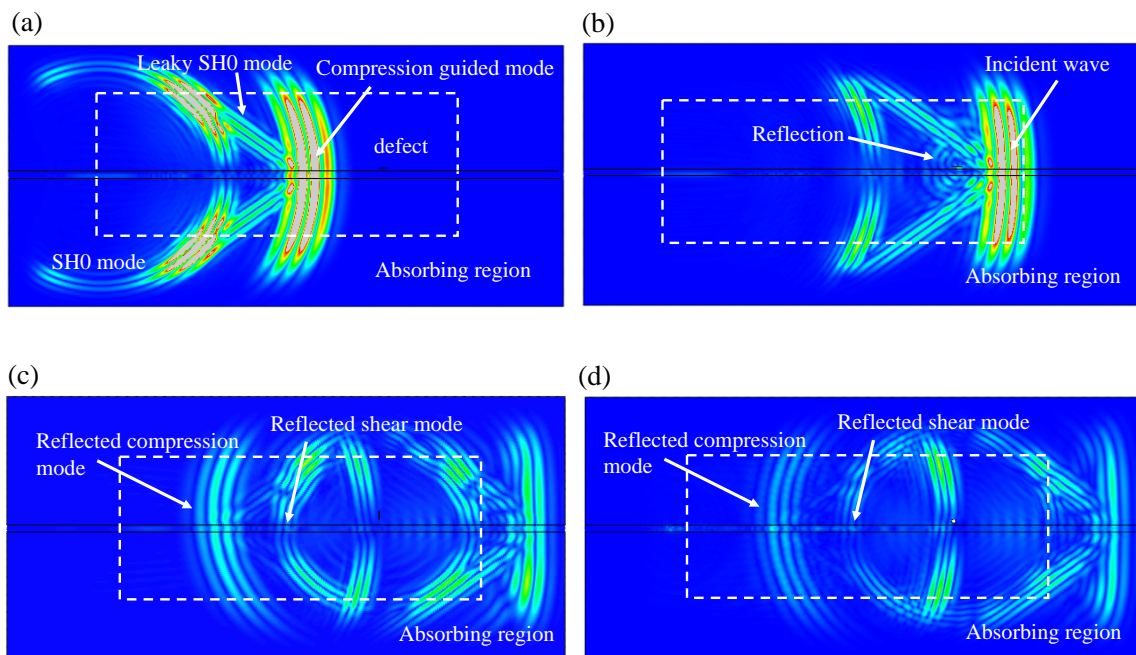 (a)
Leaky SH0 mode
Compression guided mode
defect
SH0 mode
Absorbing region
(b)
Incident wave
Reflection
Absorbing region
(c)
Reflected shear mode
Reflected compression
mode
Absorbing region
(d)
Reflected shear mode
Reflected compression
mode
Absorbing region